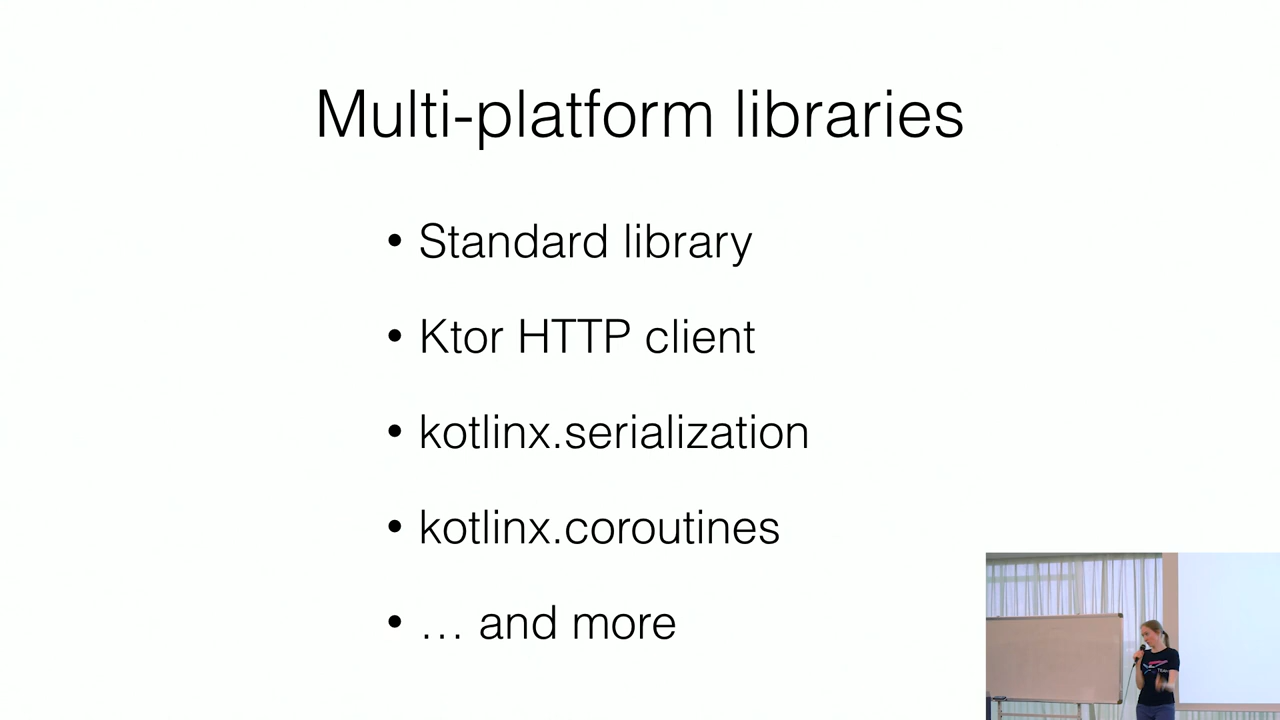 Multi-platform libraries
• Standard library
• Ktor HTTP client
• kotlinx.serialization
• kotlinx.coroutines
• … and more